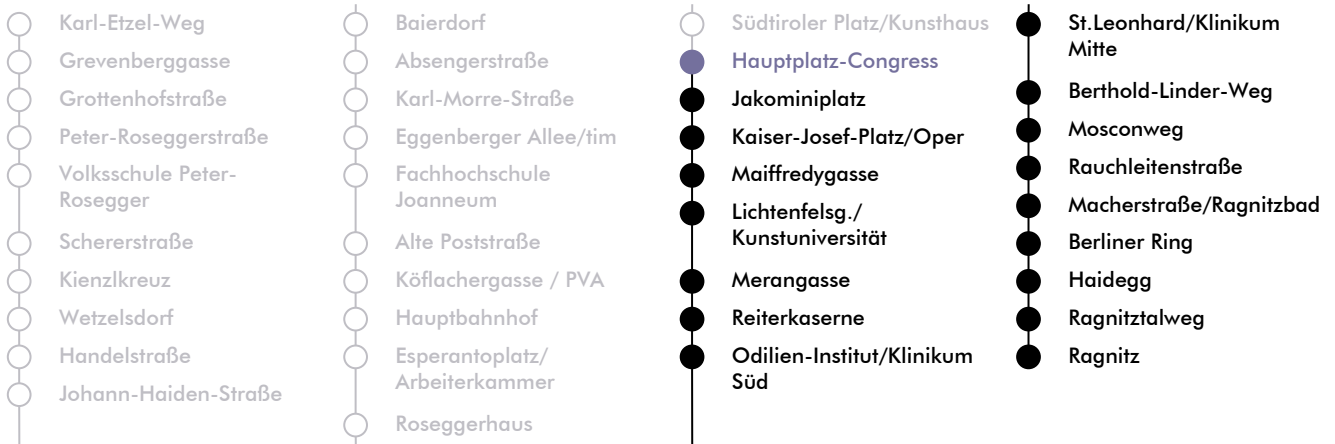 Karl-Etzel-Weg
Grevenberggasse
Grottenhofstraße
Peter-Roseggerstraße
Volksschule Peter-
Rosegger
Schererstraße
Kienzlkreuz
Wetzelsdorf
Handelstraße
Johann-Haiden-Straße
Baierdorf
Absengerstraße
Karl-Morre-Straße
Eggenberger Allee/tim
Fachhochschule
Joanneum
Alte Poststraße
Köflachergasse / PVA
Hauptbahnhof
Esperantoplatz/
Arbeiterkammer
Roseggerhaus
Südtiroler Platz/Kunsthaus
Hauptplatz-Congress
Jakominiplatz
Kaiser-Josef-Platz/Oper
Maiffredygasse
Lichtenfelsg./
Kunstuniversität
Merangasse
Reiterkaserne
Odilien-Institut/Klinikum
Süd
St.Leonhard/Klinikum
Mitte
Berthold-Linder-Weg
Mosconweg
Rauchleitenstraße
Macherstraße/Ragnitzbad
Berliner Ring
Haidegg
Ragnitztalweg
Ragnitz